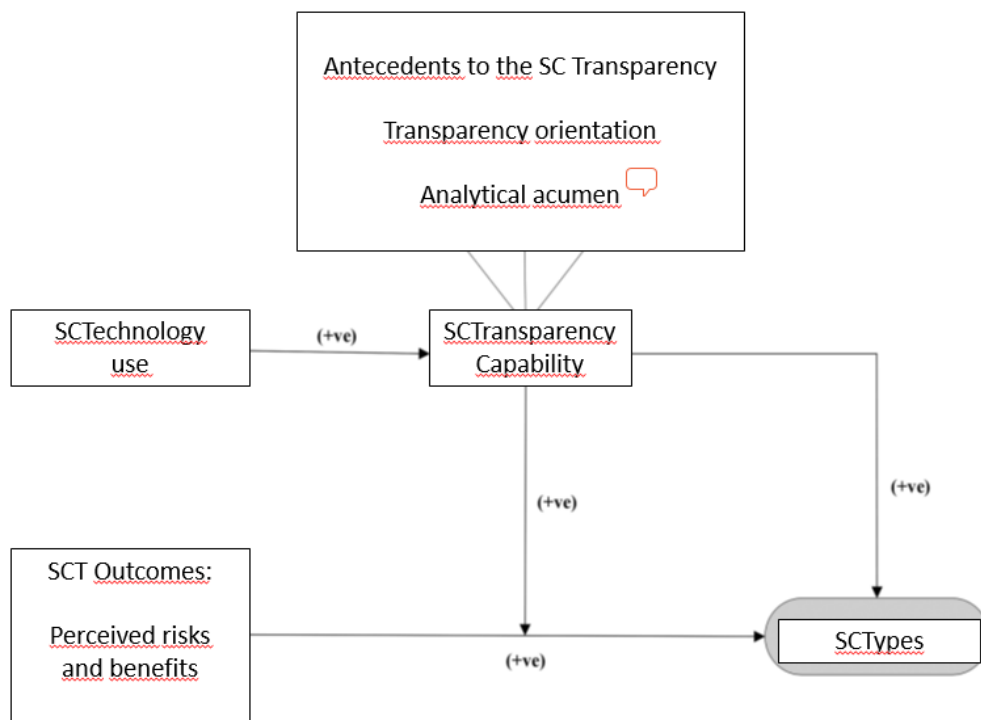 Antecedents to the SC Transparency
Transparency orientation
Analytical acumen
SCTechnology
use
(+ve)
SCTransparency
Capability
(+ve)
(+ve)
SCT Outcomes:
Perceived risks
and benefits
(+ve)
SCTypes